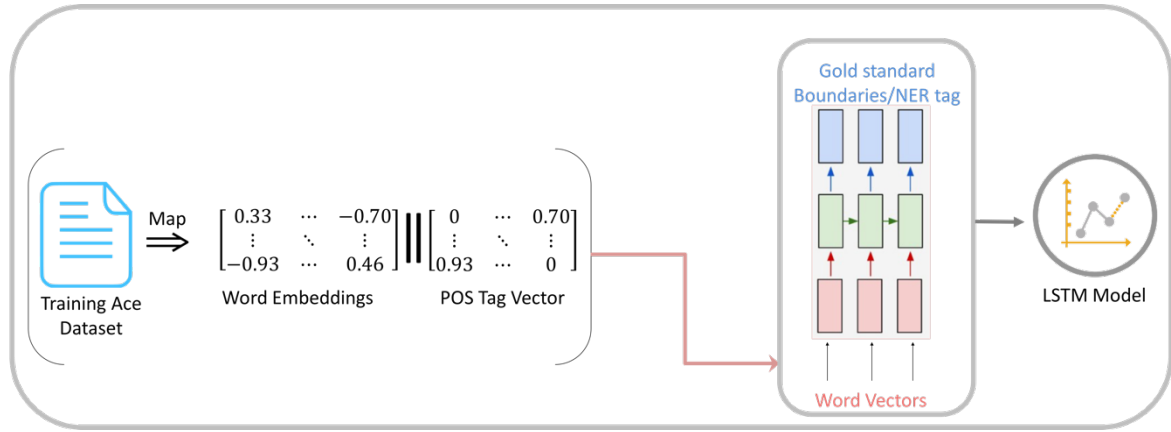 Gold standard
Boundaries/NER tag
Map
0.33 ⋯ −0.70 0 ⋯ 0.70
⋮ ⋱ ⋮ ⋮ ⋱ ⋮
−0.93 ⋯ 0.46 0.93 ⋯ 0
Training Ace
Dataset
Word Embeddings
POS Tag Vector
LSTM Model
Word Vectors